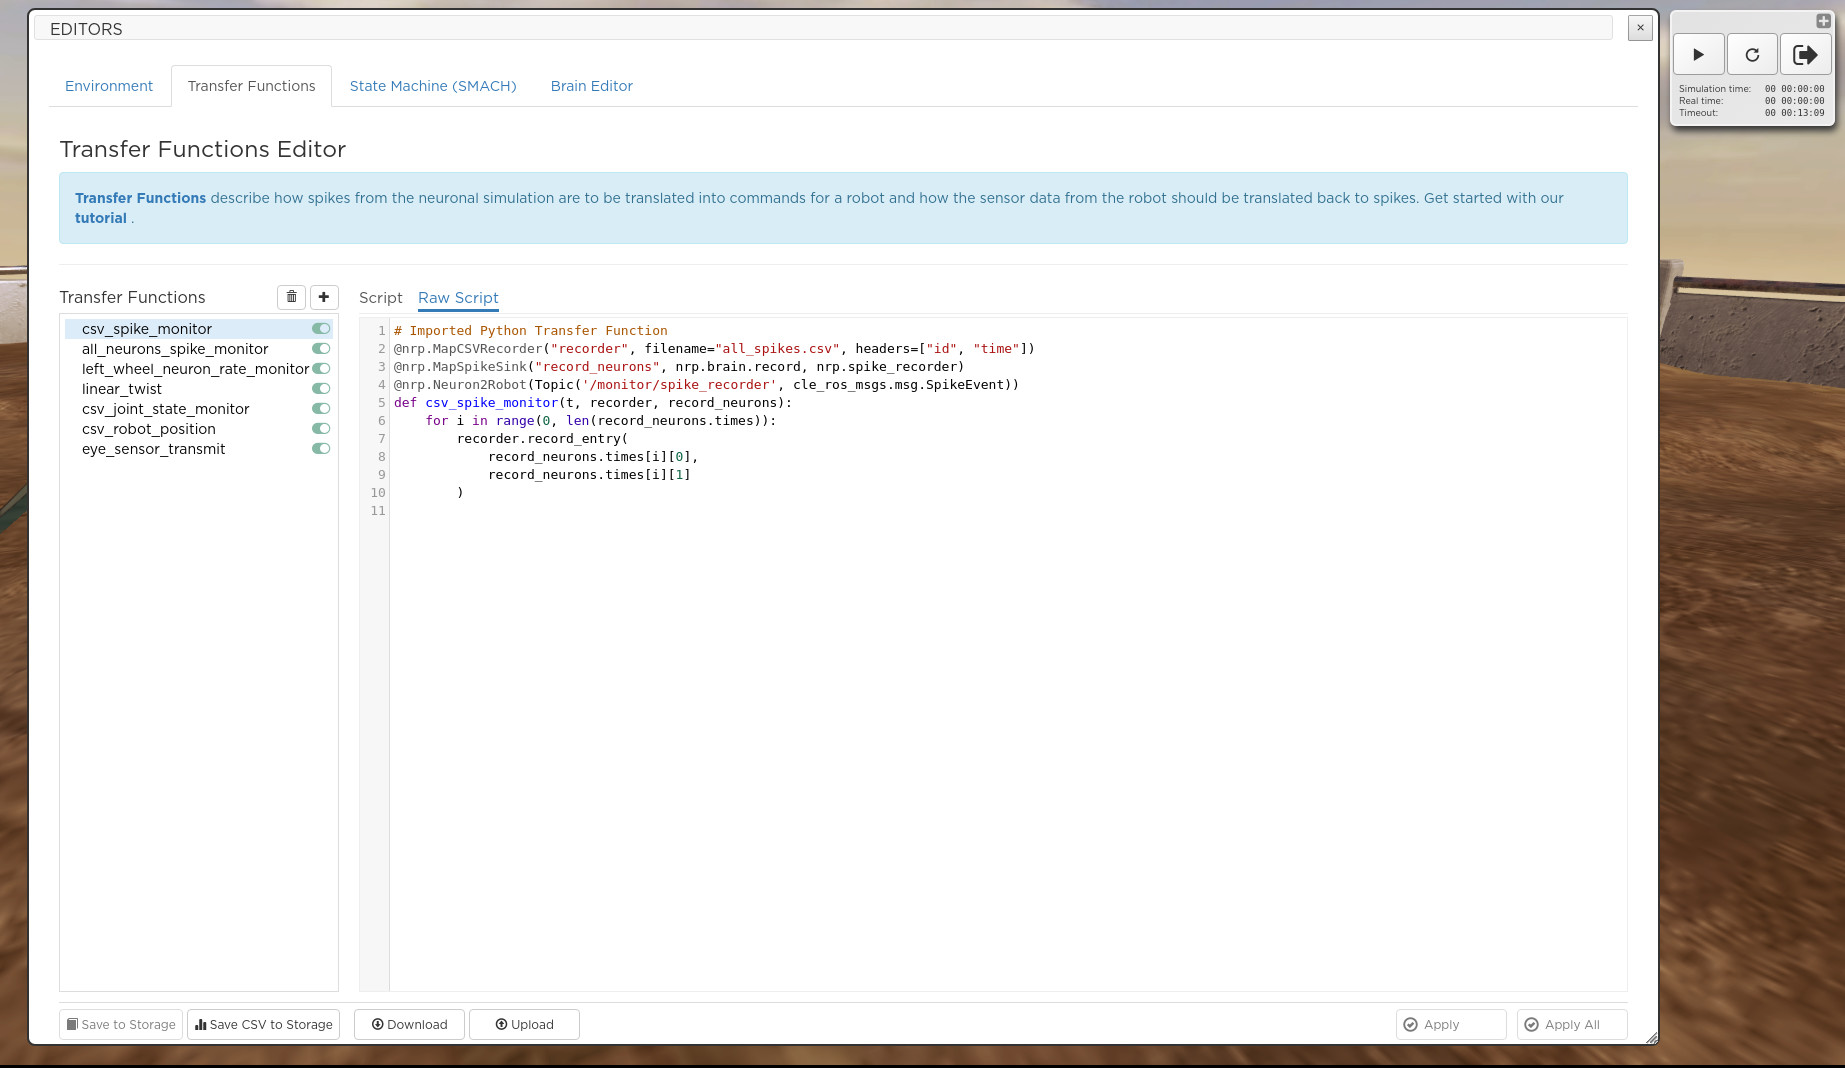 EDITORS
×
Environment
Transfer Functions
State Machine (SMACH)
Brain Editor
Simulation time: 00 00:00:00
Real time: 00 00:00:00
Timeout: 00 00:13:09
Transfer Functions Editor
Transfer Functions describe how spikes from the neuronal simulation are to be translated into commands for a robot and how the sensor data from the robot should be translated back to spikes. Get started with our
tutorial .
Transfer Functions
csv_spike_monitor
all_neurons_spike_monitor
left_wheel_neuron_rate_monitor
linear_twist
csv_joint_state_monitor
csv_robot_position
eye_sensor_transmit
Script
Raw Script
1 # Imported Python Transfer Function
2 @nrp.MapCSVRecorder("recorder", filename="all_spikes.csv", headers=["id", "time"])
3 @nrp.MapSpikeSink("record_neurons", nrp.brain.record, nrp.spike_recorder)
4 @nrp.Neuron2Robot(Topic('/monitor/spike_recorder', cle_ros_msgs.msg.SpikeEvent))
5 def csv_spike_monitor(t, recorder, record_neurons):
6     for i in range(0, len(record_neurons.times)):
7         recorder.record_entry(
8             record_neurons.times[i][0],
9             record_neurons.times[i][1]
10         )
11
Save to Storage
Save CSV to Storage
Download
Upload
Apply
Apply All